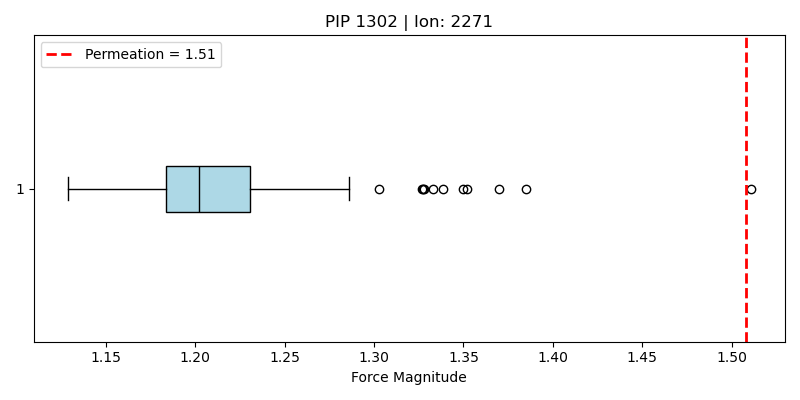 PIP 1302 | Ion: 2271
Permeation = 1.51
1
1.15 1.20 1.25 1.30 1.35 1.40 1.45 1.50
Force Magnitude